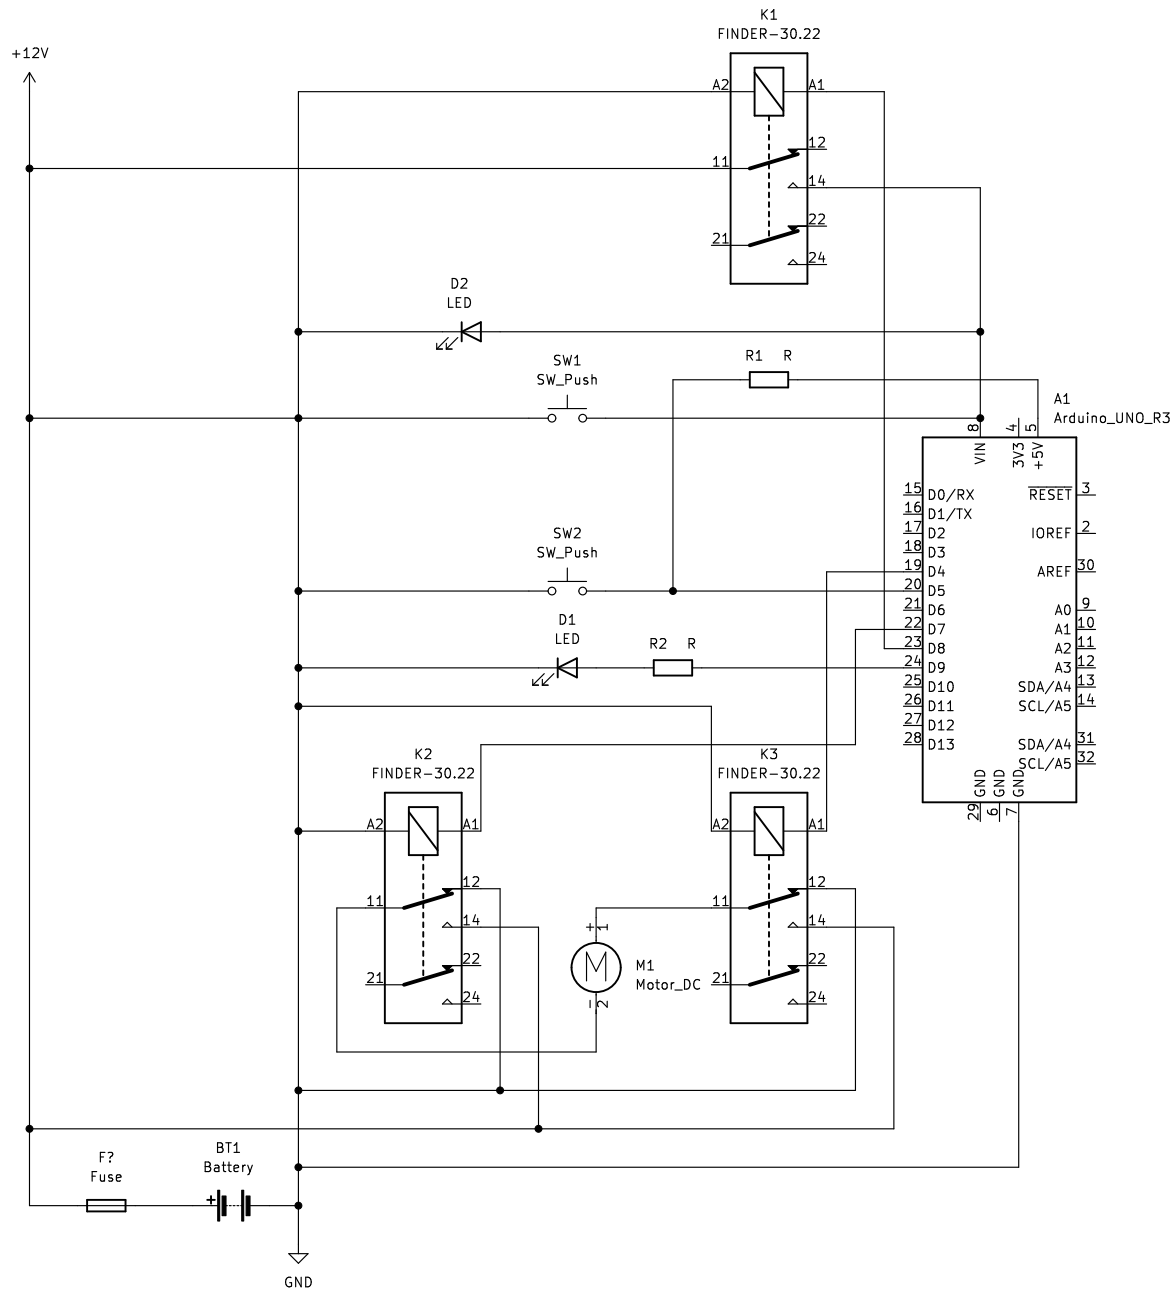 K1
FINDER-30.22
+12V
A2
A1
12
11
14
22
21
24
D2
LED
SW1
SW_Push
R1 R
A1
Arduino_UNO_R3
8
4
5
VIN
3V3
+5V
15 D0/RX
RESET 3
16 D1/TX
17 D2
IOREF 2
18 D3
SW2
SW_Push
19 D4
AREF 30
20 D5
21 D6
A0 9
22 D7
A1 10
23 D8
A2 11
24 D9
A3 12
D1
LED
R2 R
25 D10
SDA/A4 13
26 D11
SCL/A5 14
27 D12
28 D13
SDA/A4 31
SCL/A5 32
GND
GND
GND
29
6
7
K2
FINDER-30.22
K3
FINDER-30.22
A2
A1
A2
A1
12
12
11
11
14
14
+
1
22
22
M
M1
Motor_DC
21
21
24
24
-
2
F?
Fuse
BT1
Battery
+
GND